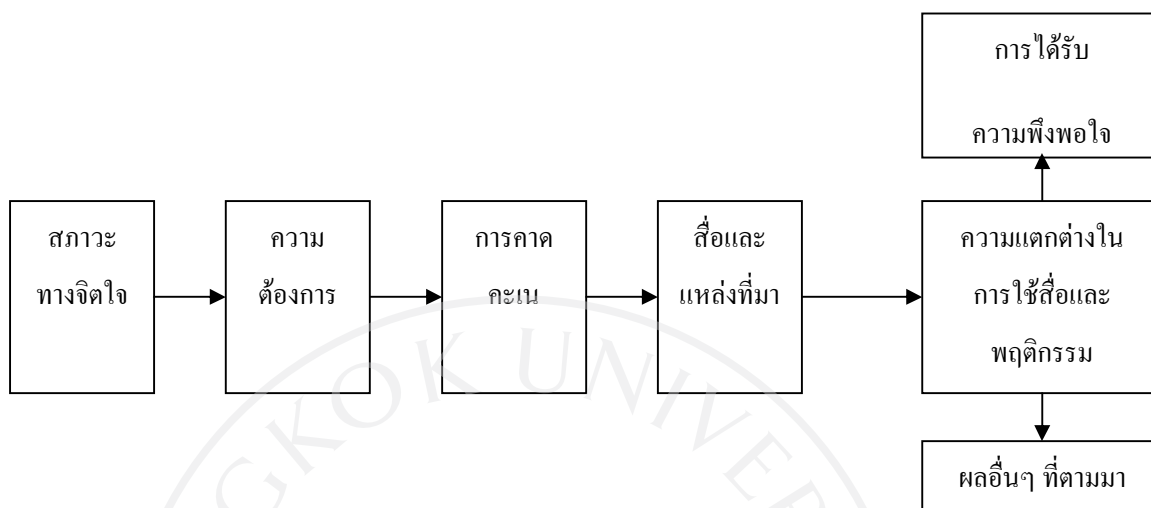 การได้รับ
ความพึงพอใจ
สภาวะ
ทางจิตใจ
ความ
ต้องการ
การคาด
คะเน
สื่อและ
แหล่งที่มา
ความแตกต่างใน
การใช้สื่อและ
พฤติกรรม
ผลอื่นๆ ที่ตามมา
GKOK UNIVER